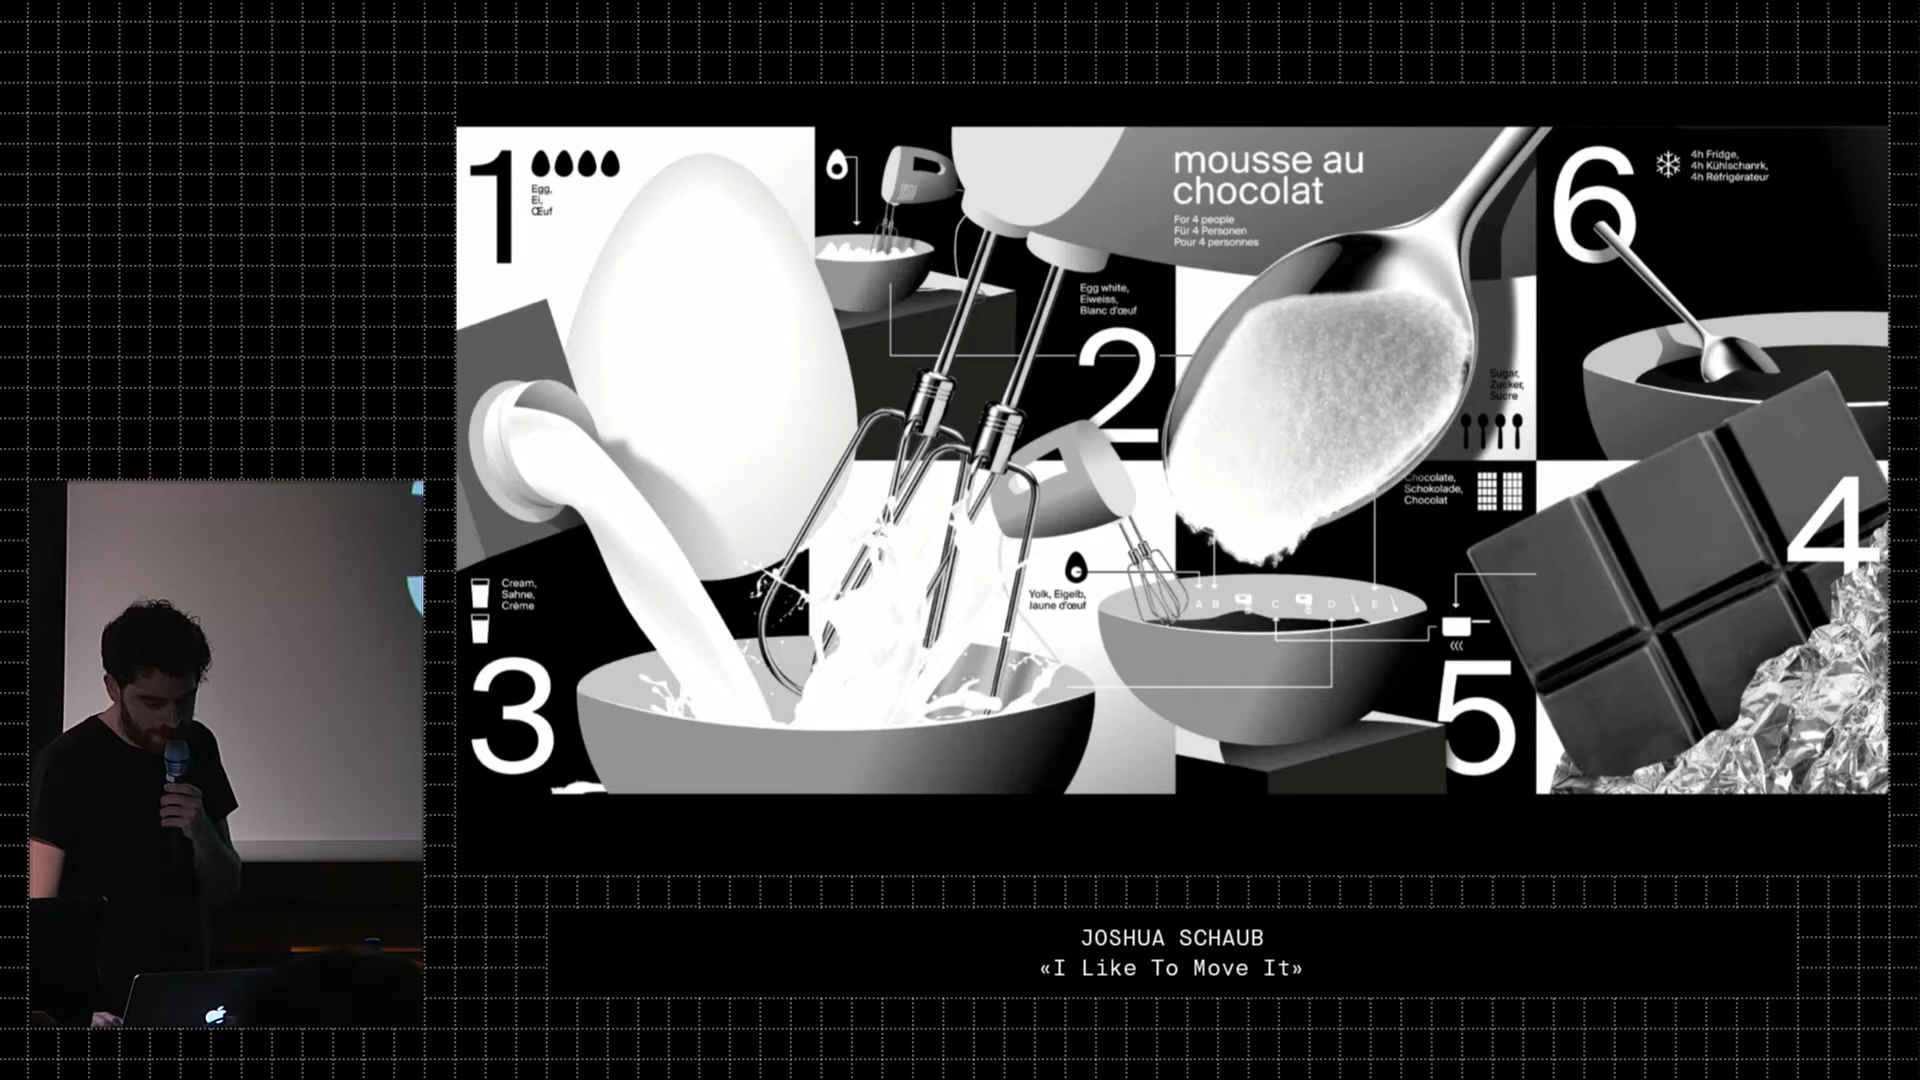 1
Egg,
Ei,
Œuf
mousse au
chocolat
For 4 people
Für 4 Personen
Pour 4 personnes
6
4h Fridge,
4h Kühlschanrk,
4h Réfrigérateur
Egg white,
Eiweiss,
Blanc d'œuf
2
Sugar,
Zucker,
Sucre
Chocolate,
Schokolade,
Chocolat
4
Cream,
Sahne,
Crème
3
Yolk, Eigelb,
Jaune d'œuf
A B C D E
5
JOSHUA SCHAUB
«I Like To Move It»